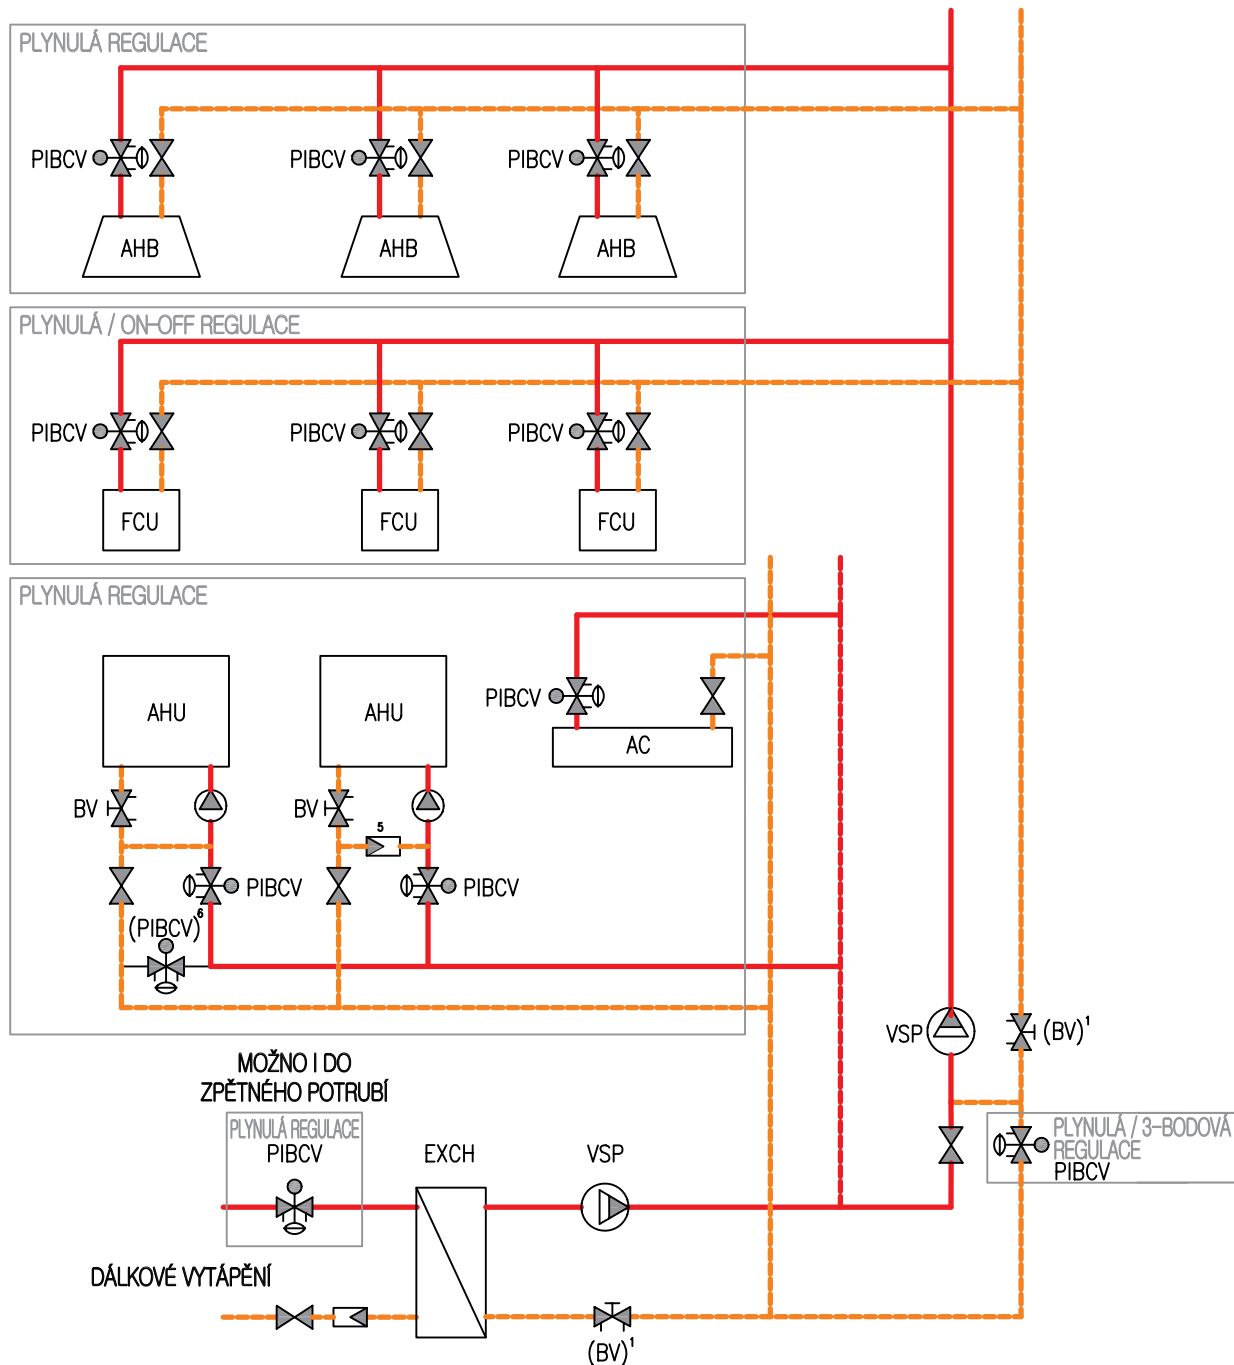 PLYNULÁ REGULACE
PIBCV
PIBCV
PIBCV
AHB
AHB
AHB
PLYNULÁ / ON-OFF REGULACE
PIBCV
PIBCV
PIBCV
FCU
FCU
FCU
PLYNULÁ REGULACE
AHU
AHU
PIBCV
AC
BV
BV
5
PIBCV
PIBCV
(PIBCV)⁶
VSP
(BV)¹
MOŽNO I DO
ZPĚTNÉHO POTRUBÍ
PLYNULÁ REGULACE
PIBCV
EXCH
VSP
PLYNULÁ / 3-BODOVÁ
REGULACE
PIBCV
DÁLKOVÉ VYTÁPĚNÍ
(BV)¹